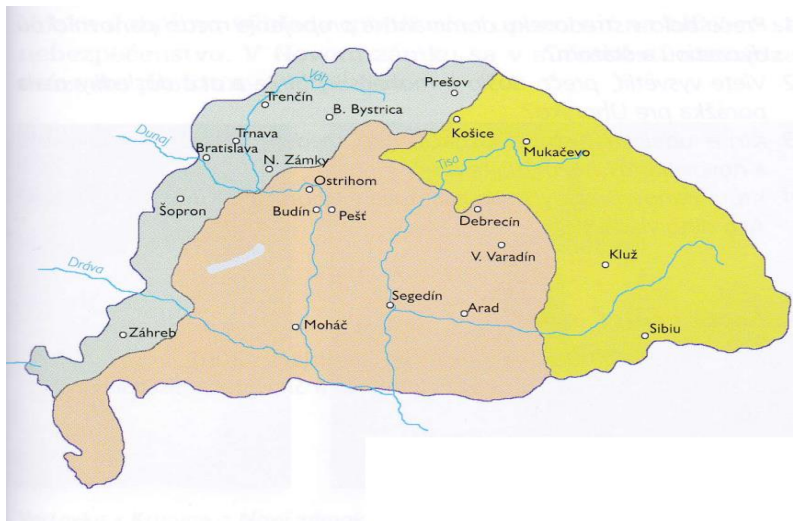 Prešov
Váh
Trenčín
B. Bystrica
Košice
Dunaj
Trnava
Bratislava
Mukačevo
Tisa
N. Zámky
Ostrihom
Šopron
Budín
Pešť
Debrecín
V. Varadín
Kluž
Dráva
Segedín
Arad
Moháč
Záhreb
Sibiu